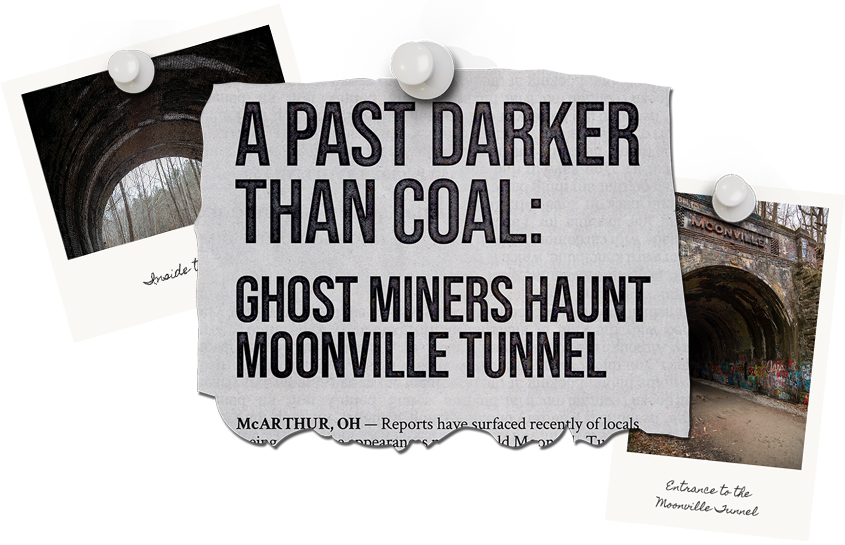 A PAST DARKER
THAN COAL:
GHOST MINERS HAUNT
MOONVILLE TUNNEL
McARTHUR, OH — Reports have surfaced recently of locals
appearances
Inside
MOONVILLE
Entrance to the
Moonville Tunnel